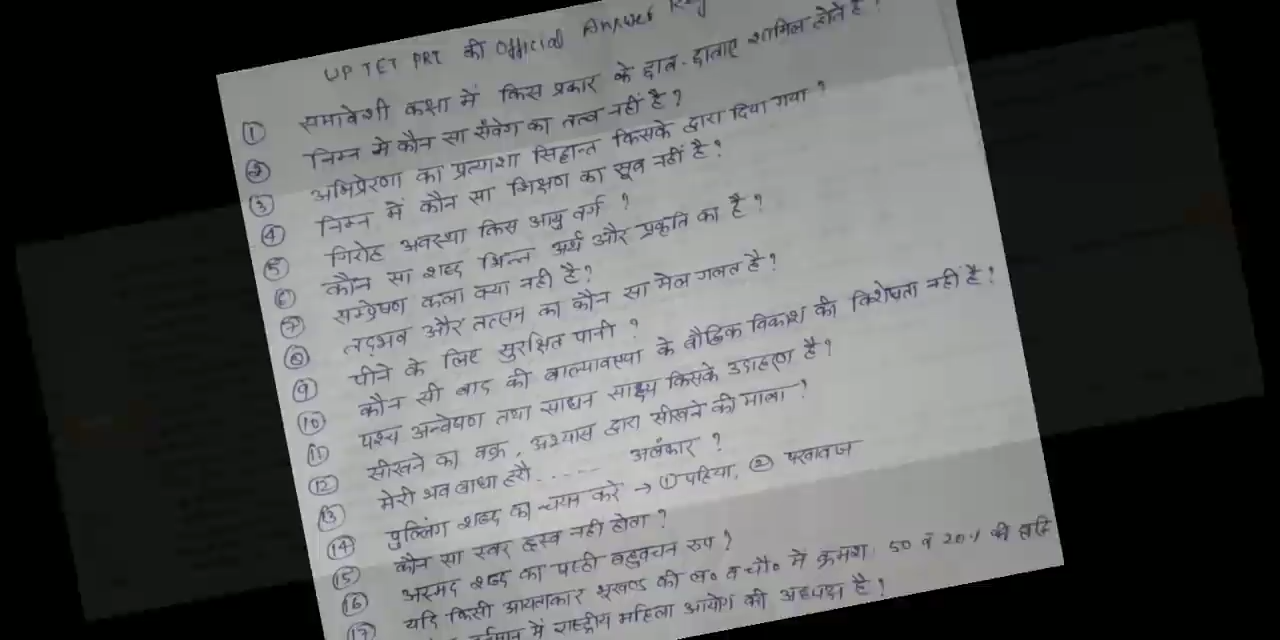 UP TET PRT की Official Answer Key
① समावेशी कक्षा में किस प्रकार के छात्र-छात्राए शामिल होते है ?
② निम्न में कौन सा संवेग का तत्व नहीं है ?
③ अभिप्रेरणा का प्रत्याशा सिद्धान्त किसके द्वारा दिया गया ?
④ निम्न में कौन सा शिक्षण का सूत्र नहीं है ?
⑤ गिरोह अवस्था किस आयु वर्ग ?
⑥ कौन सा शब्द भिन्न अर्थ और प्रकृति का है ?
⑦ सम्प्रेषण कला क्या नही है ?
⑧ तद्भव और तत्सम का कौन सा मेल गलत है ?
⑨ पीने के लिए सुरक्षित पानी ?
⑩ कौन सी बाद की बाल्यावस्था के बौद्धिक विकाश की विशेषता नही है ?
⑪ पश्च अन्वेषण तथा साधन साक्ष्य किसके उदाहरण है ?
⑫ सीखने का वक्र, अभ्यास द्वारा सीखने की मात्रा ?
⑬ मेरी भव बाधा हरौ ..... अलंकार ?
⑭ पुल्लिंग शब्द का चयन करे → ① पहिया, ② परवावज
⑮ कौन सा स्वर ह्रस्व नही होता ?
⑯ अस्मद शब्द का षष्ठी बहुवचन रूप ?
⑰ यदि किसी आयताकार भूखण्ड की ल० व चौ० में क्रमश: 50 व 20% की
वर्तमान में राष्ट्रीय महिला आयोग की अध्यक्ष है ?